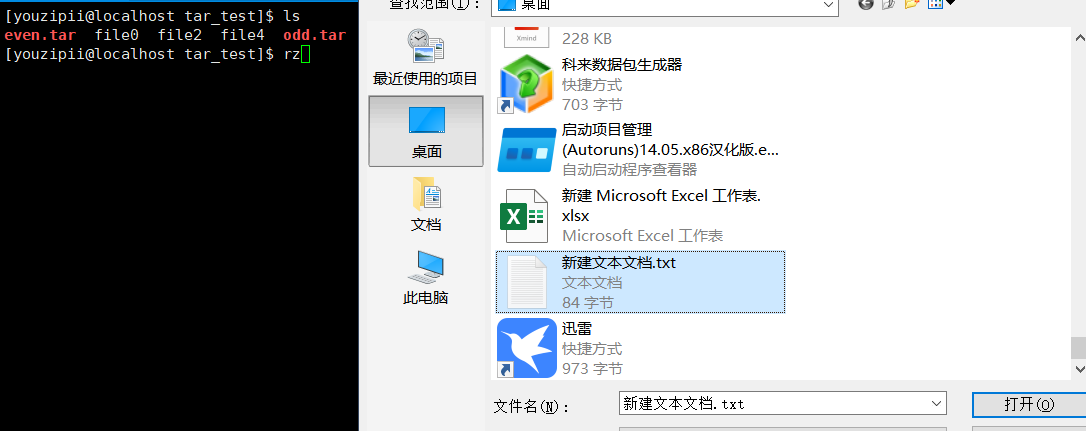 [youzipii@localhost tar_test]$ ls
even.tar file0 file2 file4 odd.tar
[youzipii@localhost tar_test]$ rz
查找范围(I):
桌面
最近使用的项目
桌面
文档
此电脑
Xmind
228 KB
科来数据包生成器
快捷方式
703 字节
启动项目管理
(Autoruns)14.05.x86汉化版.e...
自动启动程序查看器
新建 Microsoft Excel 工作表.
xlsx
Microsoft Excel 工作表
新建文本文档.txt
文本文档
84 字节
迅雷
快捷方式
973 字节
文件名(N):
新建文本文档.txt
打开(O)